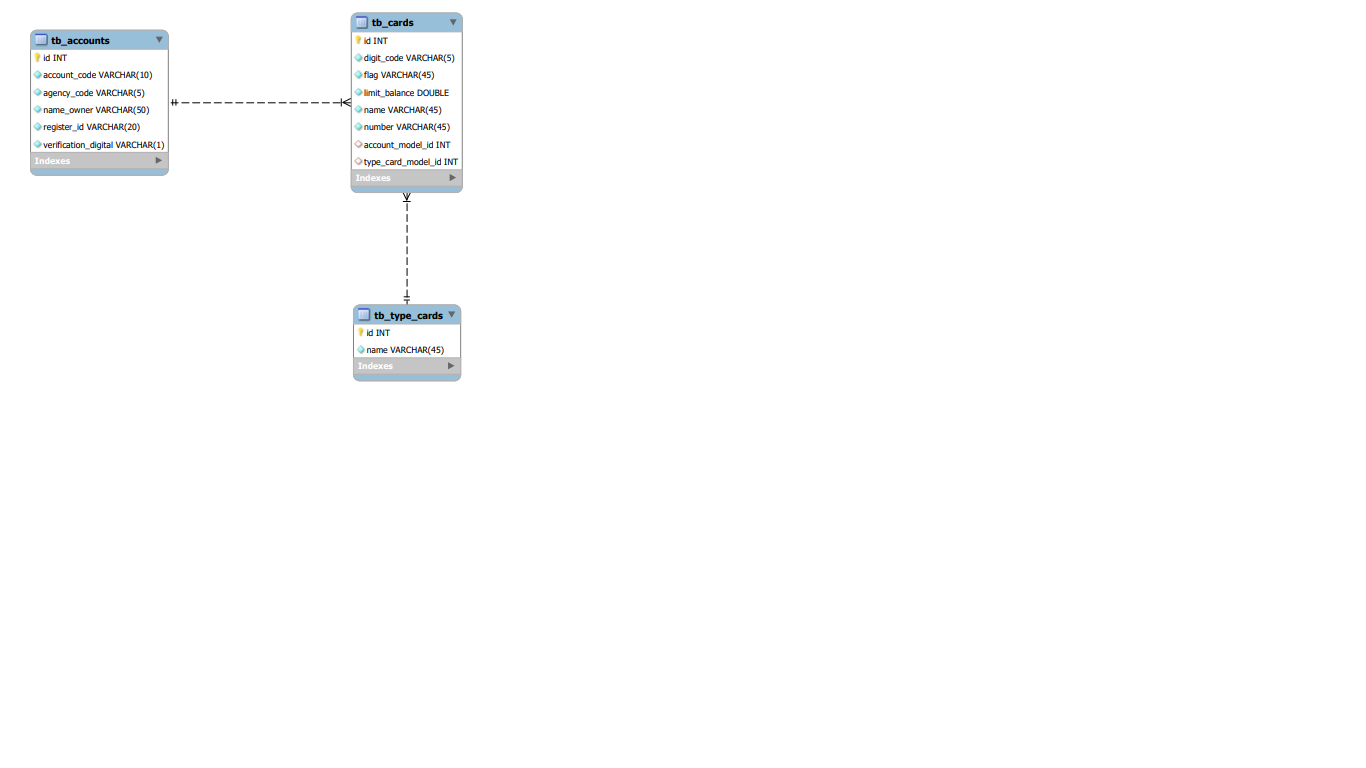 tb_accounts
id INT
account_code VARCHAR(10)
agency_code VARCHAR(5)
name_owner VARCHAR(50)
register_id VARCHAR(20)
verification_digital VARCHAR(1)
Indexes
tb_cards
id INT
digit_code VARCHAR(5)
flag VARCHAR(45)
limit_balance DOUBLE
name VARCHAR(45)
number VARCHAR(45)
account_model_id INT
type_card_model_id INT
Indexes
tb_type_cards
id INT
name VARCHAR(45)
Indexes